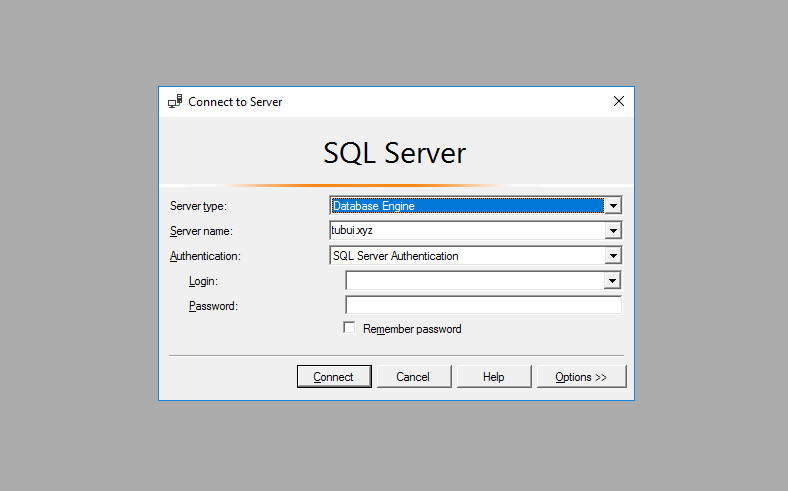 Connect to Server
SQL Server
Server type: Database Engine
Server name: tubui.xyz
Authentication: SQL Server Authentication
Login:
Password:
Remember password
Connect Cancel Help Options >>